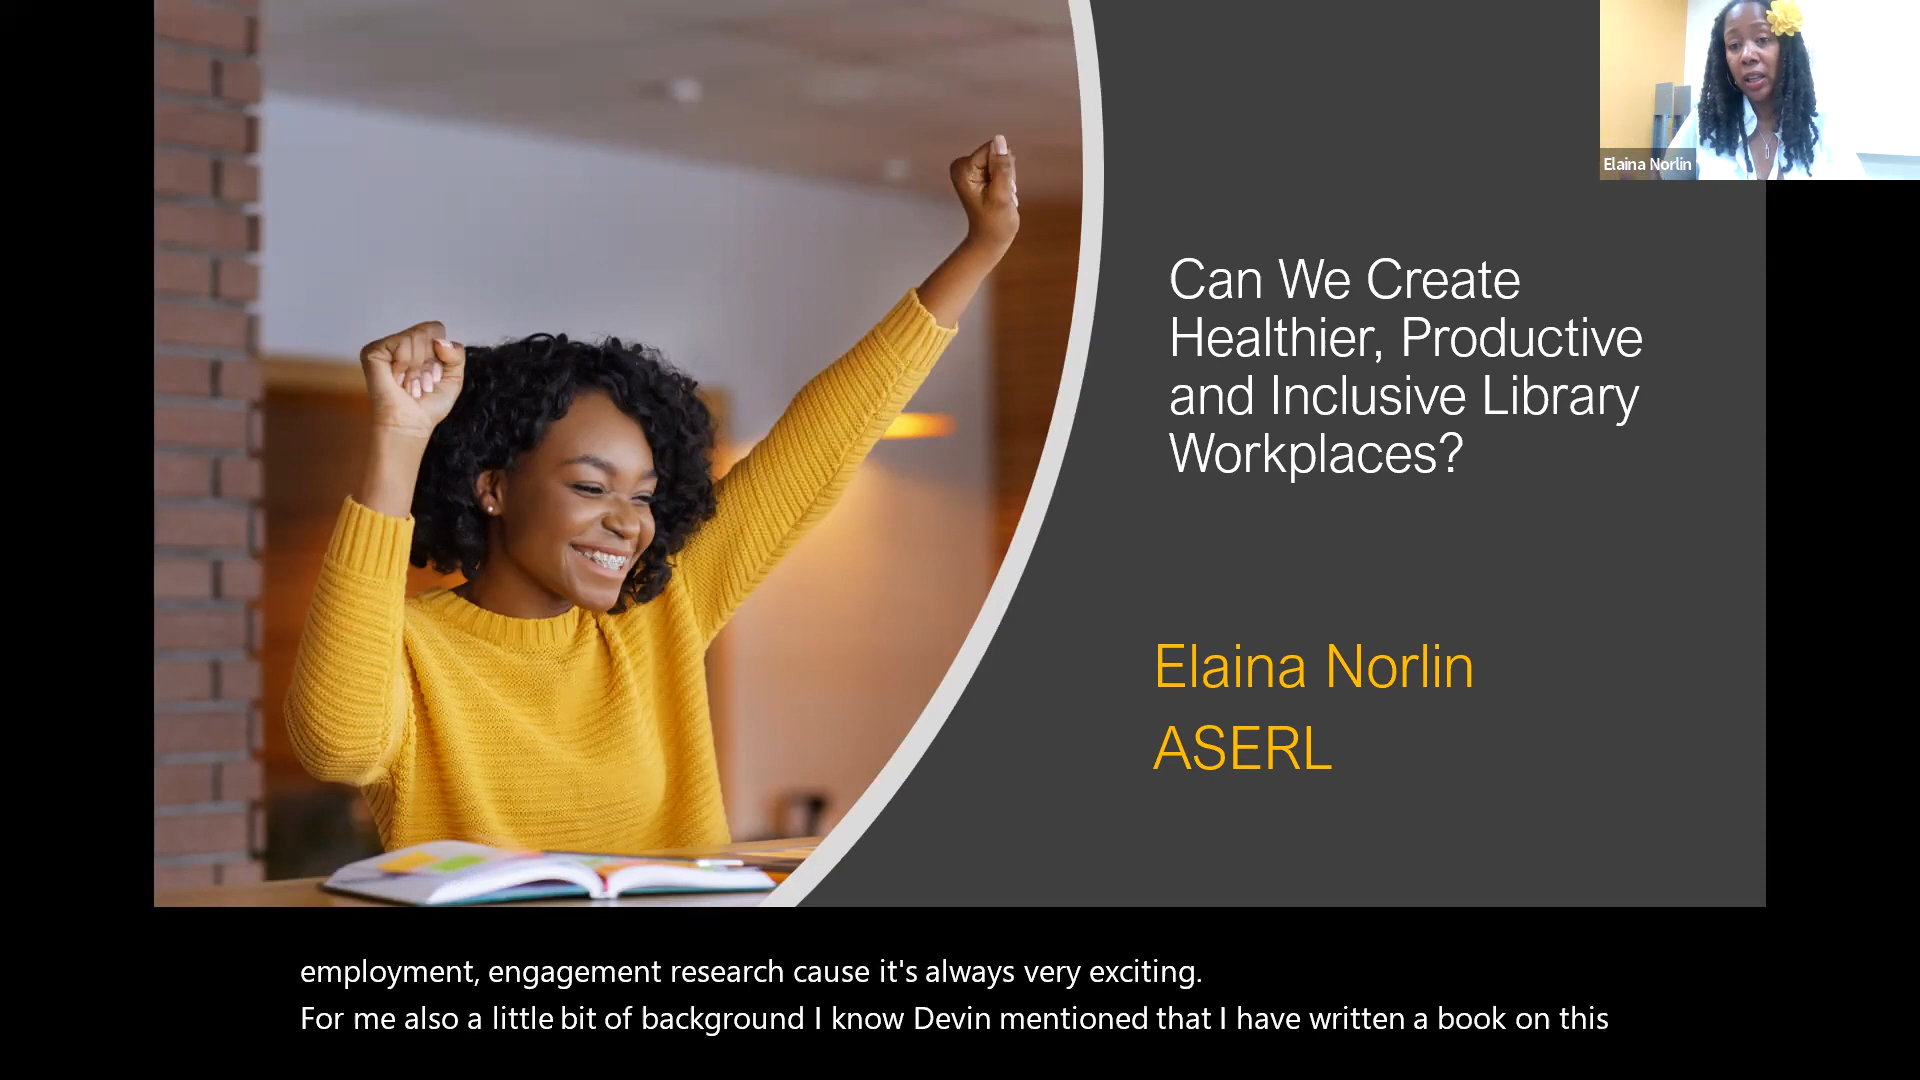 Elaina Norlin
Can We Create
Healthier, Productive
and Inclusive Library
Workplaces?
Elaina Norlin
ASERL
employment, engagement research cause it's always very exciting.
For me also a little bit of background I know Devin mentioned that I have written a book on this